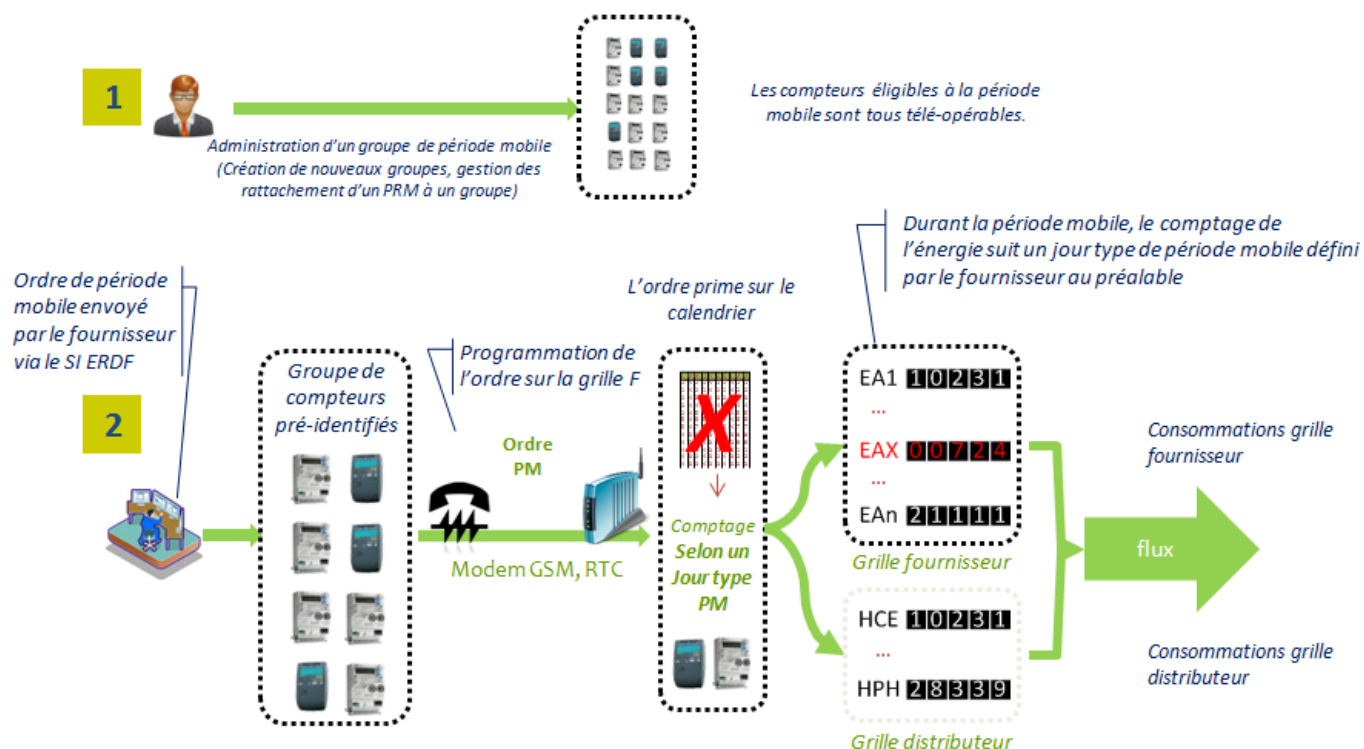 1
Administration d'un groupe de période mobile
(Création de nouveaux groupes, gestion des
rattachement d'un PRM à un groupe)
Les compteurs éligibles à la période
mobile sont tous télé-opérables.
2
Ordre de période
mobile envoyé
par le fournisseur
via le SI ERDF
Groupe de
compteurs
pré-identifiés
Programmation de
l'ordre sur la grille F
Ordre
PM
Modem GSM, RTC
L'ordre prime sur le
calendrier
X
Comptage
Selon un
Jour type
PM
Durant la période mobile, le comptage de
l'énergie suit un jour type de période mobile défini
par le fournisseur au préalable
EA1 10231
...
EAX 00724
...
EAn 21111
Grille fournisseur
HCE 10231
...
HPH 28339
Grille distributeur
Consommations grille
fournisseur
flux
Consommations grille
distributeur